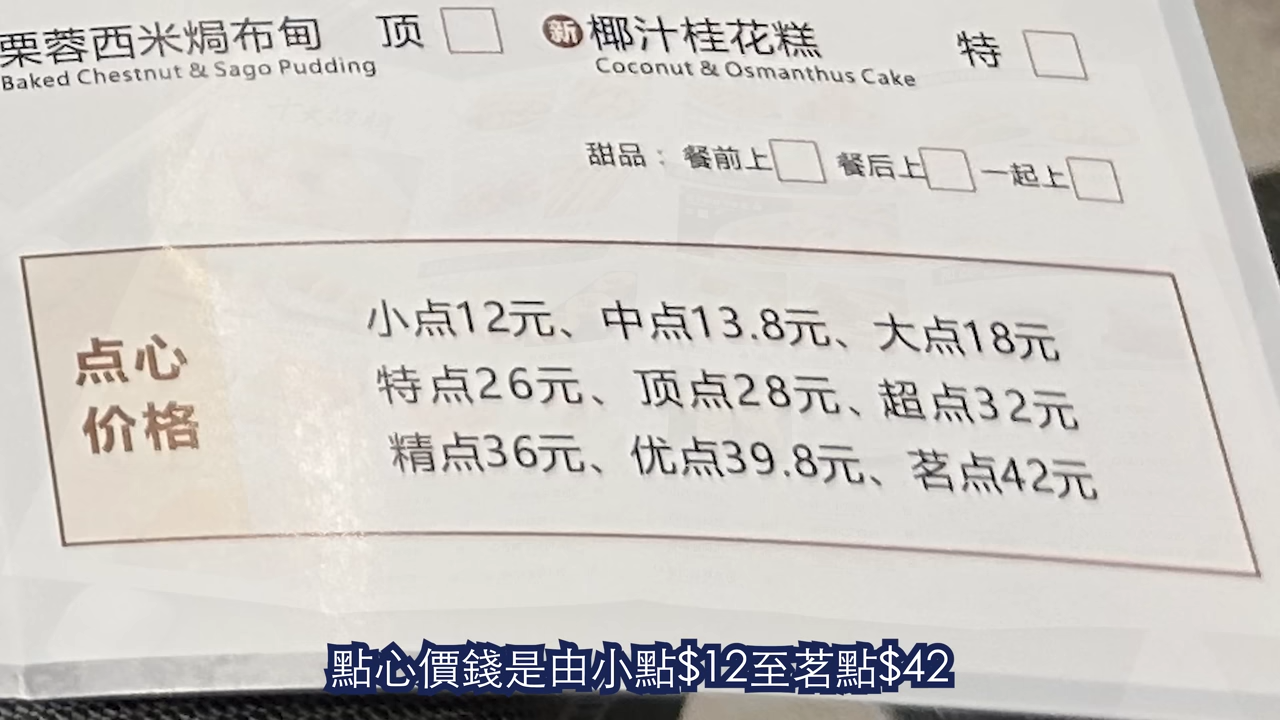 栗蓉西米焗布甸 顶
Baked Chestnut & Sago Pudding
新 椰汁桂花糕 特
Coconut & Osmanthus Cake
甜品： 餐前上 餐后上 一起上
点心
价格
小点12元、中点13.8元、大点18元
特点26元、顶点28元、超点32元
精点36元、优点39.8元、茗点42元
點心價錢是由小點$12至茗點$42